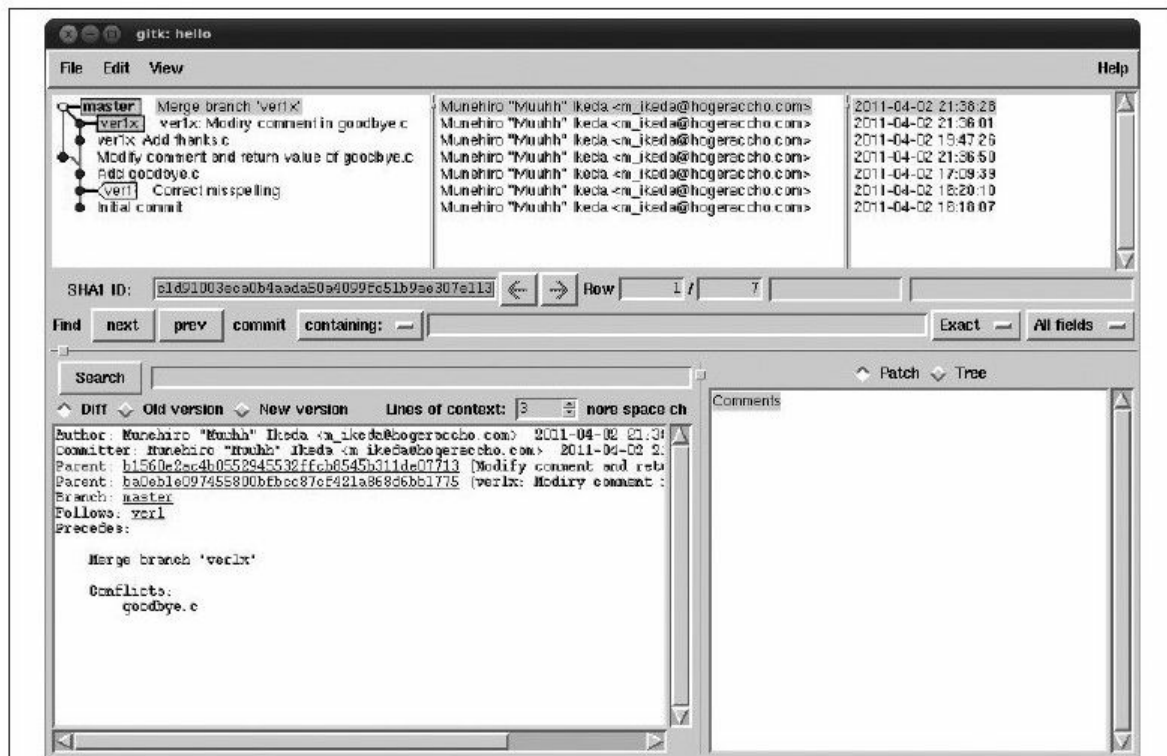 gitk: hello
File Edit View Help
master Merge branch 'ver1x' Munehiro "Muuhh" Ikeda <m_ikeda@hogeraccho.com> 2011-04-02 21:38:28
ver1x ver1x: Modiry comment in goodbye.c Munehiro "Muuhh" Ikeda <m_ikeda@hogeraccho.com> 2011-04-02 21:36:01
ver1x: Add thanks.c Munehiro "Muuhh" Ikeda <m_ikeda@hogeraccho.com> 2011-04-02 19:47:26
Modify comment and return value of goodbye.c Munehiro "Muuhh" Ikeda <m_ikeda@hogeraccho.com> 2011-04-02 21:36:50
Add goodbye.c Munehiro "Muuhh" Ikeda <m_ikeda@hogeraccho.com> 2011-04-02 17:09:39
ver1 Correct misspelling Munehiro "Muuhh" Ikeda <m_ikeda@hogeraccho.com> 2011-04-02 16:20:10
Initial commit Munehiro "Muuhh" Ikeda <m_ikeda@hogeraccho.com> 2011-04-02 16:18:07
SHA1 ID: Row 1 / 7
Find next prev commit containing: Exact All fields
Search
Patch Tree
Diff Old version New version Lines of context: 3 nore space ch
Comments
Author: Munehiro "Muuhh" Ikeda <m_ikeda@hogeraccho.com> 2011-04-02 21:3
Committer: Munehiro "Muuhh" Ikeda <m_ikeda@hogeraccho.com> 2011-04-02 2
Parent: (Modify comment and retu
Parent: (ver1x: Modiry comment
Branch: master
Follows: ver1
Precedes:
Merge branch 'ver1x'
Conflicts:
goodbye.c